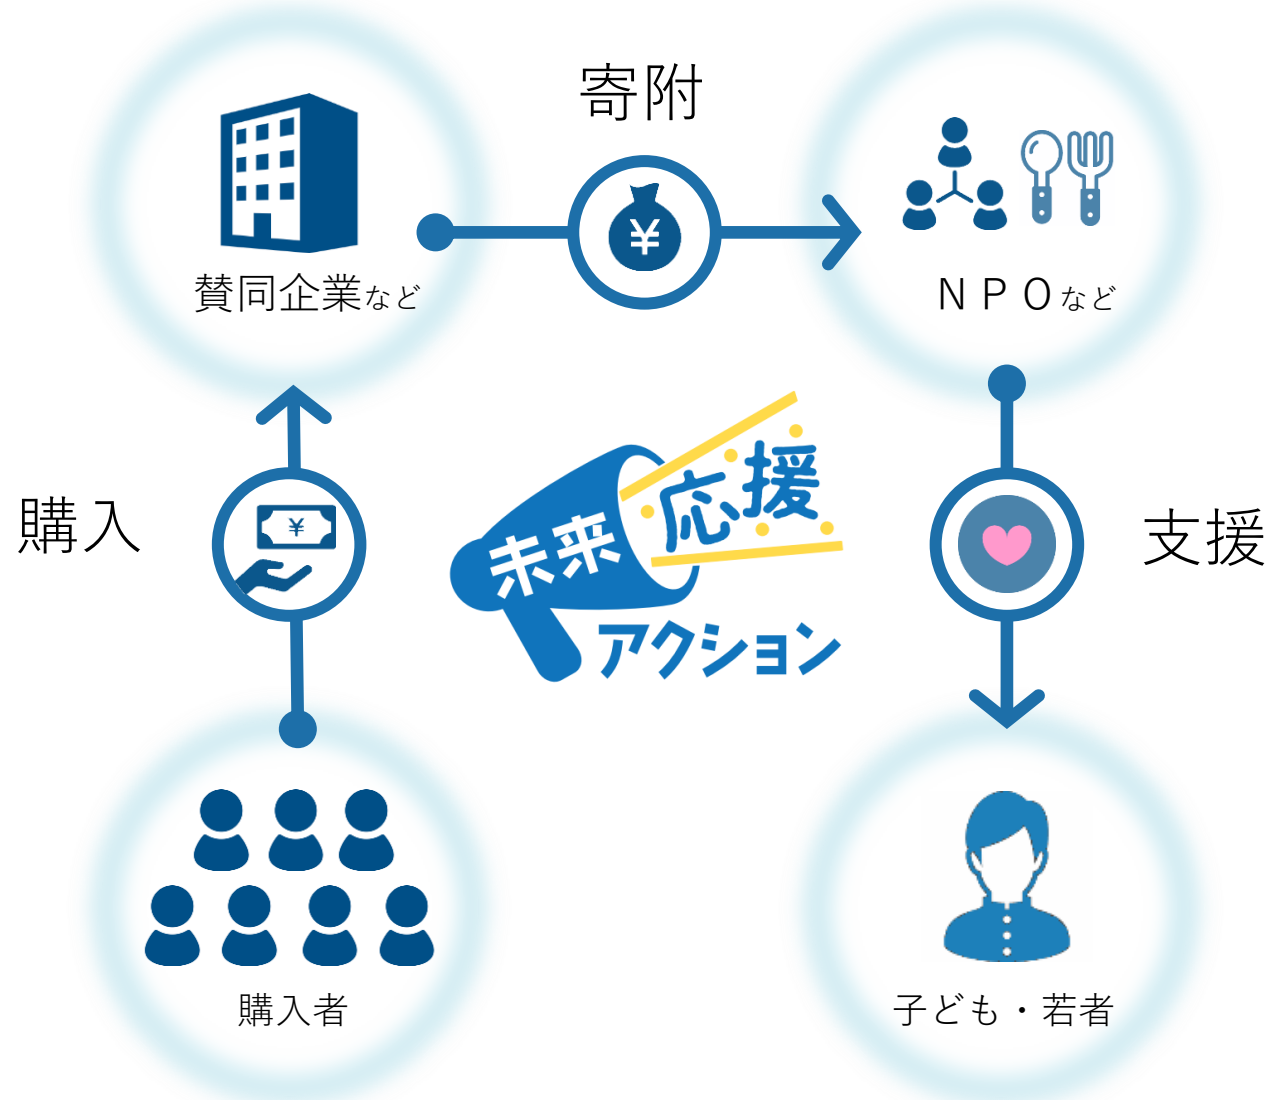 寄附
¥
賛同企業など
ＮＰＯなど
購入
¥
未来
応援
アクション
支援
購入者
子ども・若者